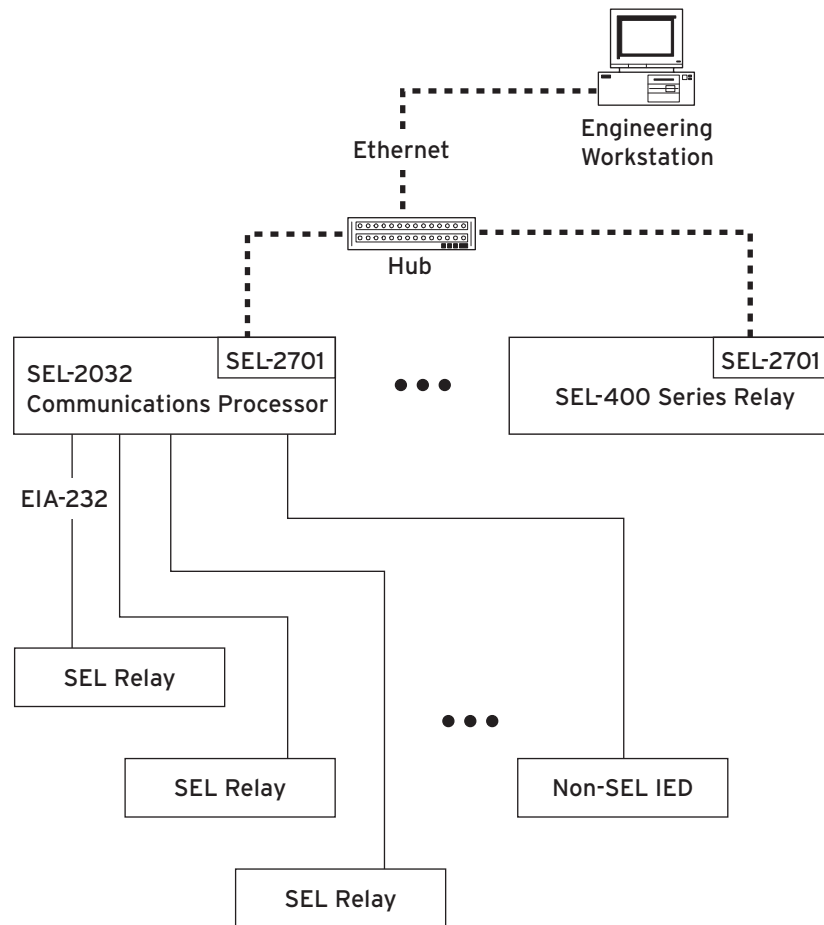 Engineering
Workstation
Ethernet
Hub
SEL-2701
SEL-2032
Communications Processor
SEL-2701
SEL-400 Series Relay
EIA-232
SEL Relay
SEL Relay
Non-SEL IED
SEL Relay